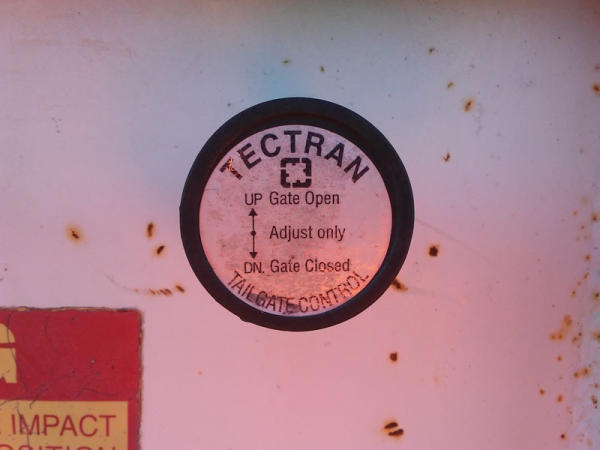 TECTRAN
UP Gate Open
Adjust only
DN. Gate Closed
TAILGATE CONTROL
IMPACT